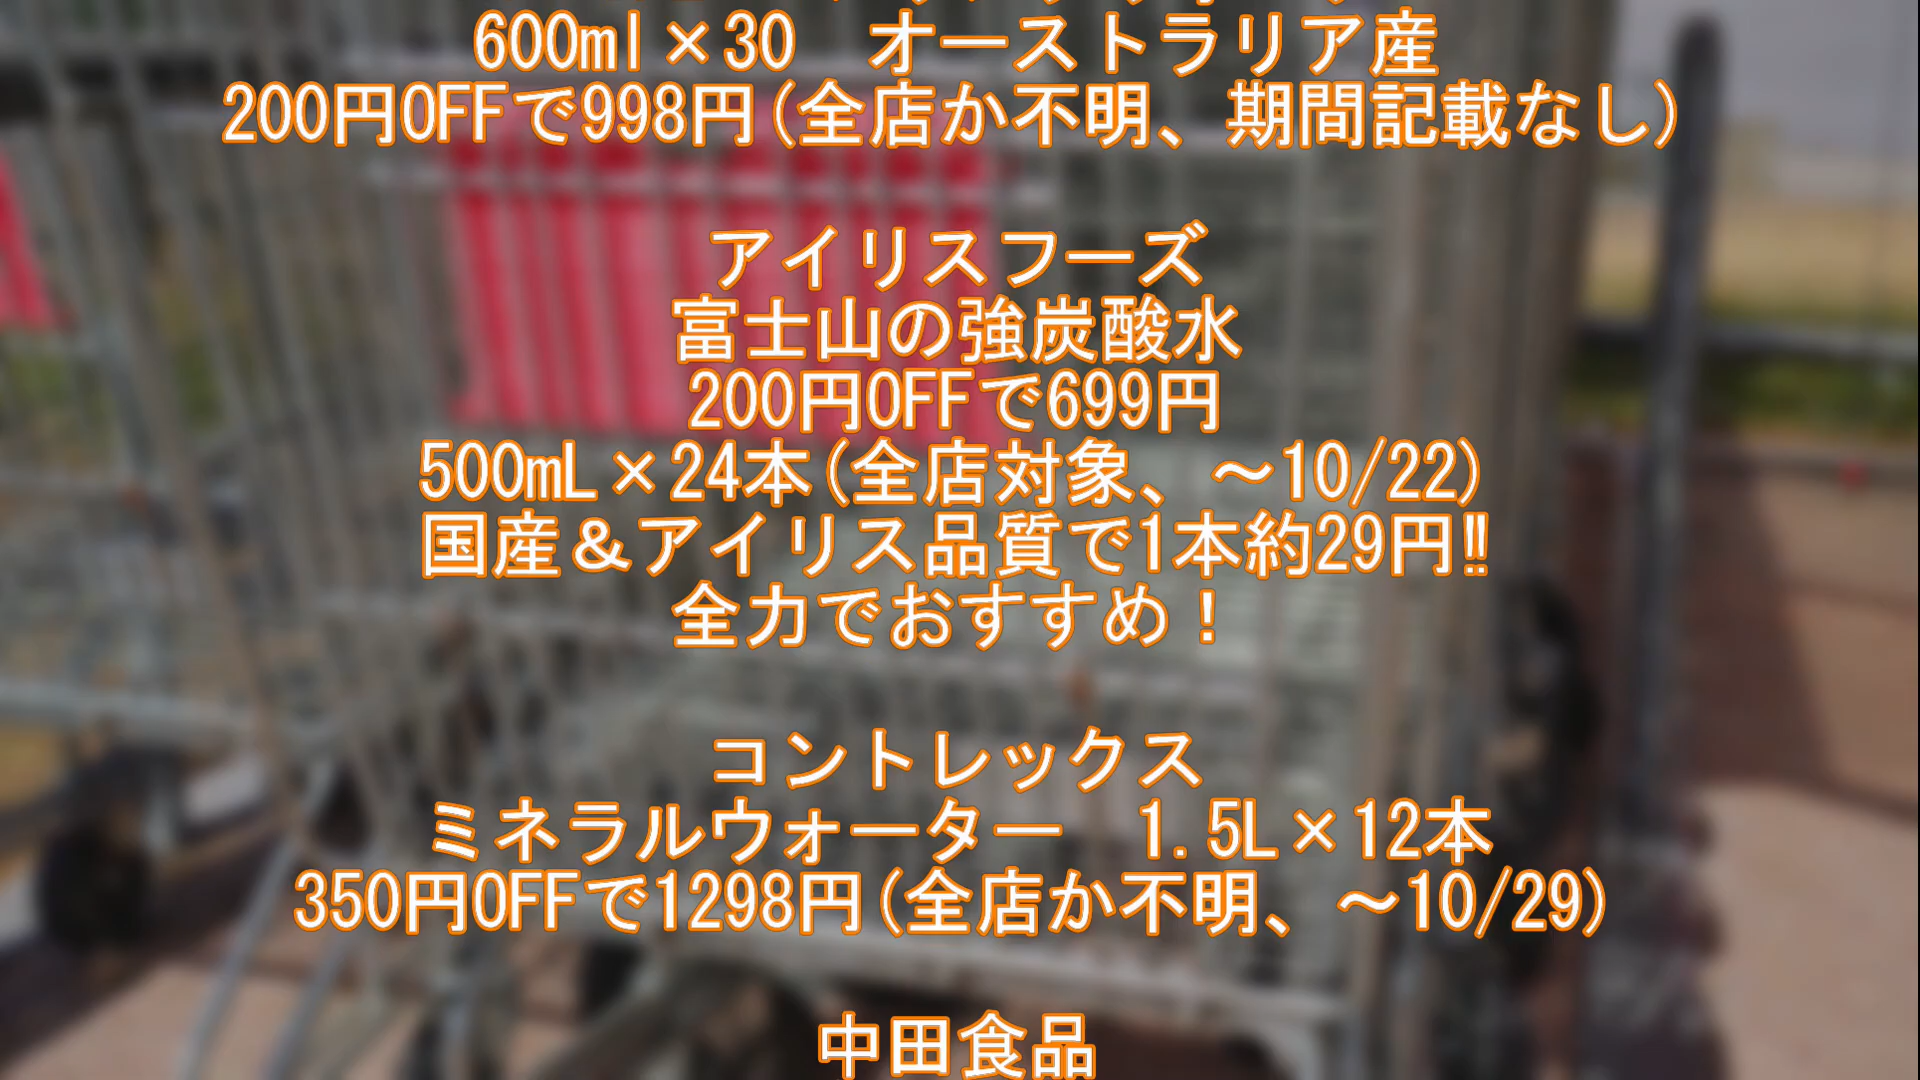 600ml×30　オーストラリア産
200円OFFで998円(全店か不明、期間記載なし)
アイリスフーズ
富士山の強炭酸水
200円OFFで699円
500mL×24本(全店対象、～10/22)
国産＆アイリス品質で1本約29円‼
全力でおすすめ！
コントレックス
ミネラルウォーター　1.5L×12本
350円OFFで1298円(全店か不明、～10/29)
中田食品